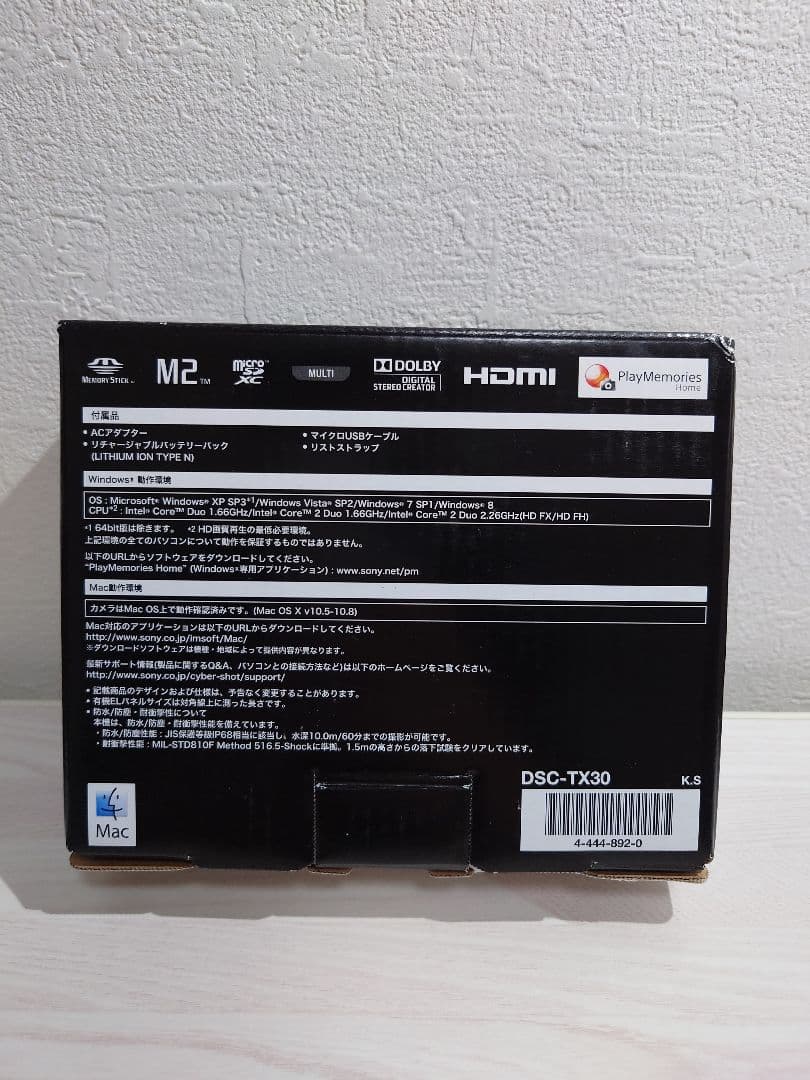 MEMORY STICK™ M2™ micro SD XC™ MULTI DOLBY DIGITAL STEREO CREATOR HDMI PlayMemories Home
付属品
• ACアダプター
• リチャージャブルバッテリーパック
(LITHIUM ION TYPE N)
• マイクロUSBケーブル
• リストストラップ
Windows® 動作環境
OS : Microsoft® Windows® XP SP3*1/Windows Vista® SP2/Windows® 7 SP1/Windows® 8
CPU*2 : Intel® Core™ Duo 1.66GHz/Intel® Core™ 2 Duo 1.66GHz/Intel® Core™ 2 Duo 2.26GHz(HD FX/HD FH)
*1 64bit版は除きます。 *2 HD画質再生の最低必要環境。
上記環境の全てのパソコンについて動作を保証するものではありません。
以下のURLからソフトウェアをダウンロードしてください。
"PlayMemories Home" (Windows®専用アプリケーション) : www.sony.net/pm
Mac動作環境
カメラはMac OS上で動作確認済みです。(Mac OS X v10.5-10.8)
Mac対応のアプリケーションは以下のURLからダウンロードしてください。
http://www.sony.co.jp/imsoft/Mac/
※ダウンロードソフトウェアは機種・地域によって提供内容が異なります。
最新サポート情報(製品に関するQ&A、パソコンとの接続方法など)は以下のホームページをご覧ください。
http://www.sony.co.jp/cyber-shot/support/
• 記載商品のデザインおよび仕様は、予告なく変更することがあります。
• 有機ELパネルサイズは対角線上に測った長さです。
• 防水/防塵・耐衝撃性について
本機は、防水/防塵・耐衝撃性能を備えています。
・防水/防塵性能 : JIS保護等級IP68相当に該当し、水深10.0m/60分までの撮影が可能です。
・耐衝撃性能 : MIL-STD810F Method 516.5-Shockに準拠。1.5mの高さからの落下試験をクリアしています。
DSC-TX30 K.S
4-444-892-0
Mac